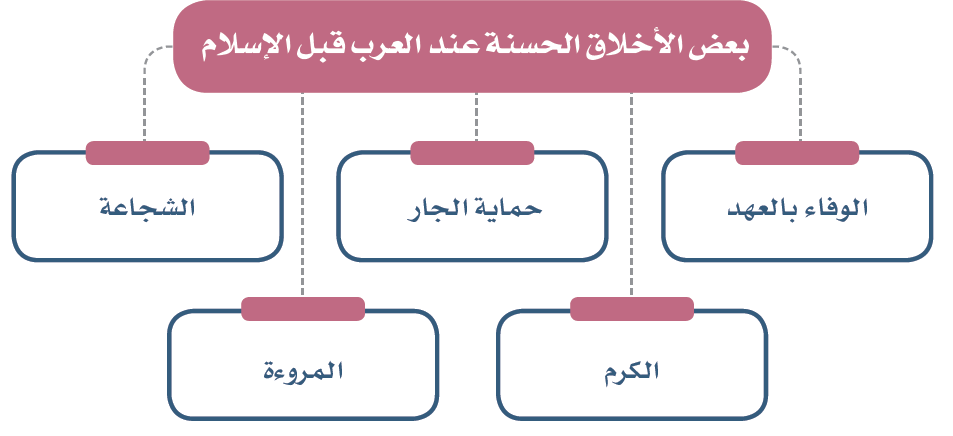 بعض الأخلاق الحسنة عند العرب قبل الإسلام
الوفاء بالعهد
حماية الجار
الشجاعة
الكرم
المروءة